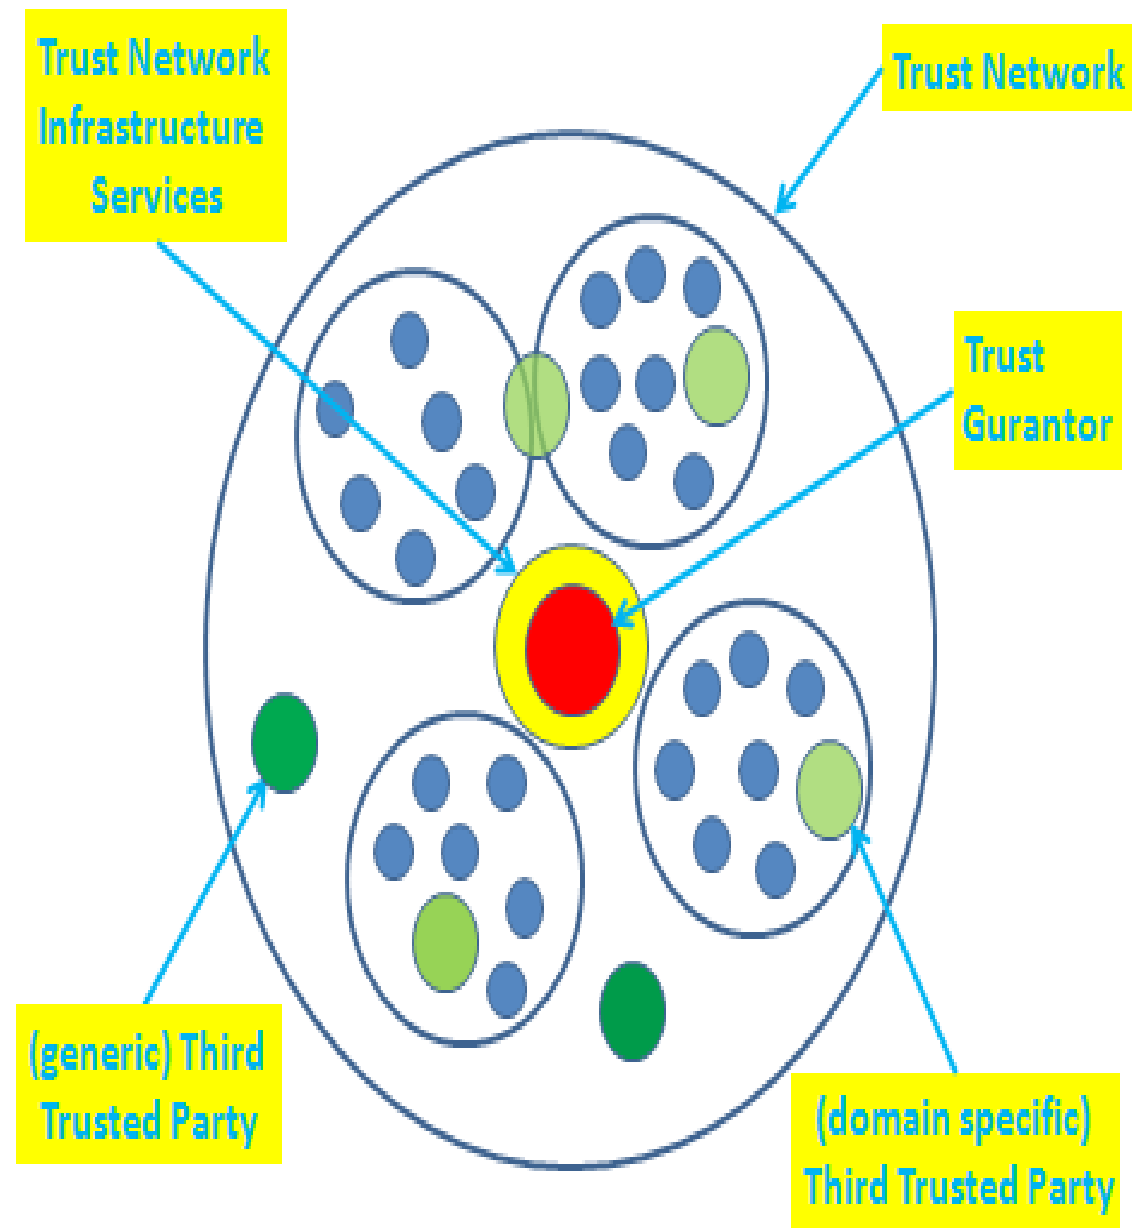 Trust Network
Infrastructure
Services
Trust Network
Trust
Gurantor
(generic) Third
Trusted Party
(domain specific)
Third Trusted Party